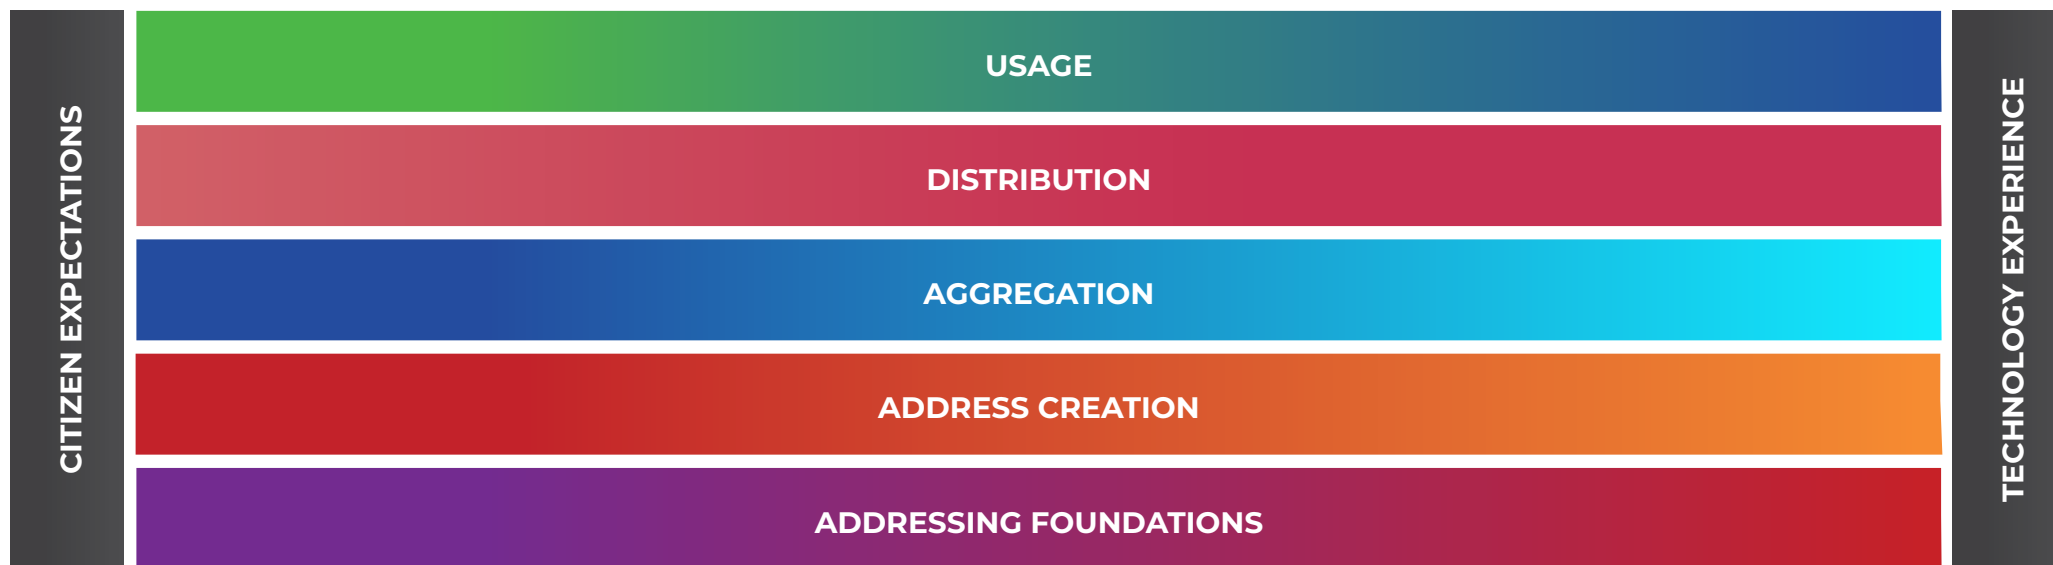 CITIZEN EXPECTATIONS
USAGE
DISTRIBUTION
AGGREGATION
ADDRESS CREATION
ADDRESSING FOUNDATIONS
TECHNOLOGY EXPERIENCE